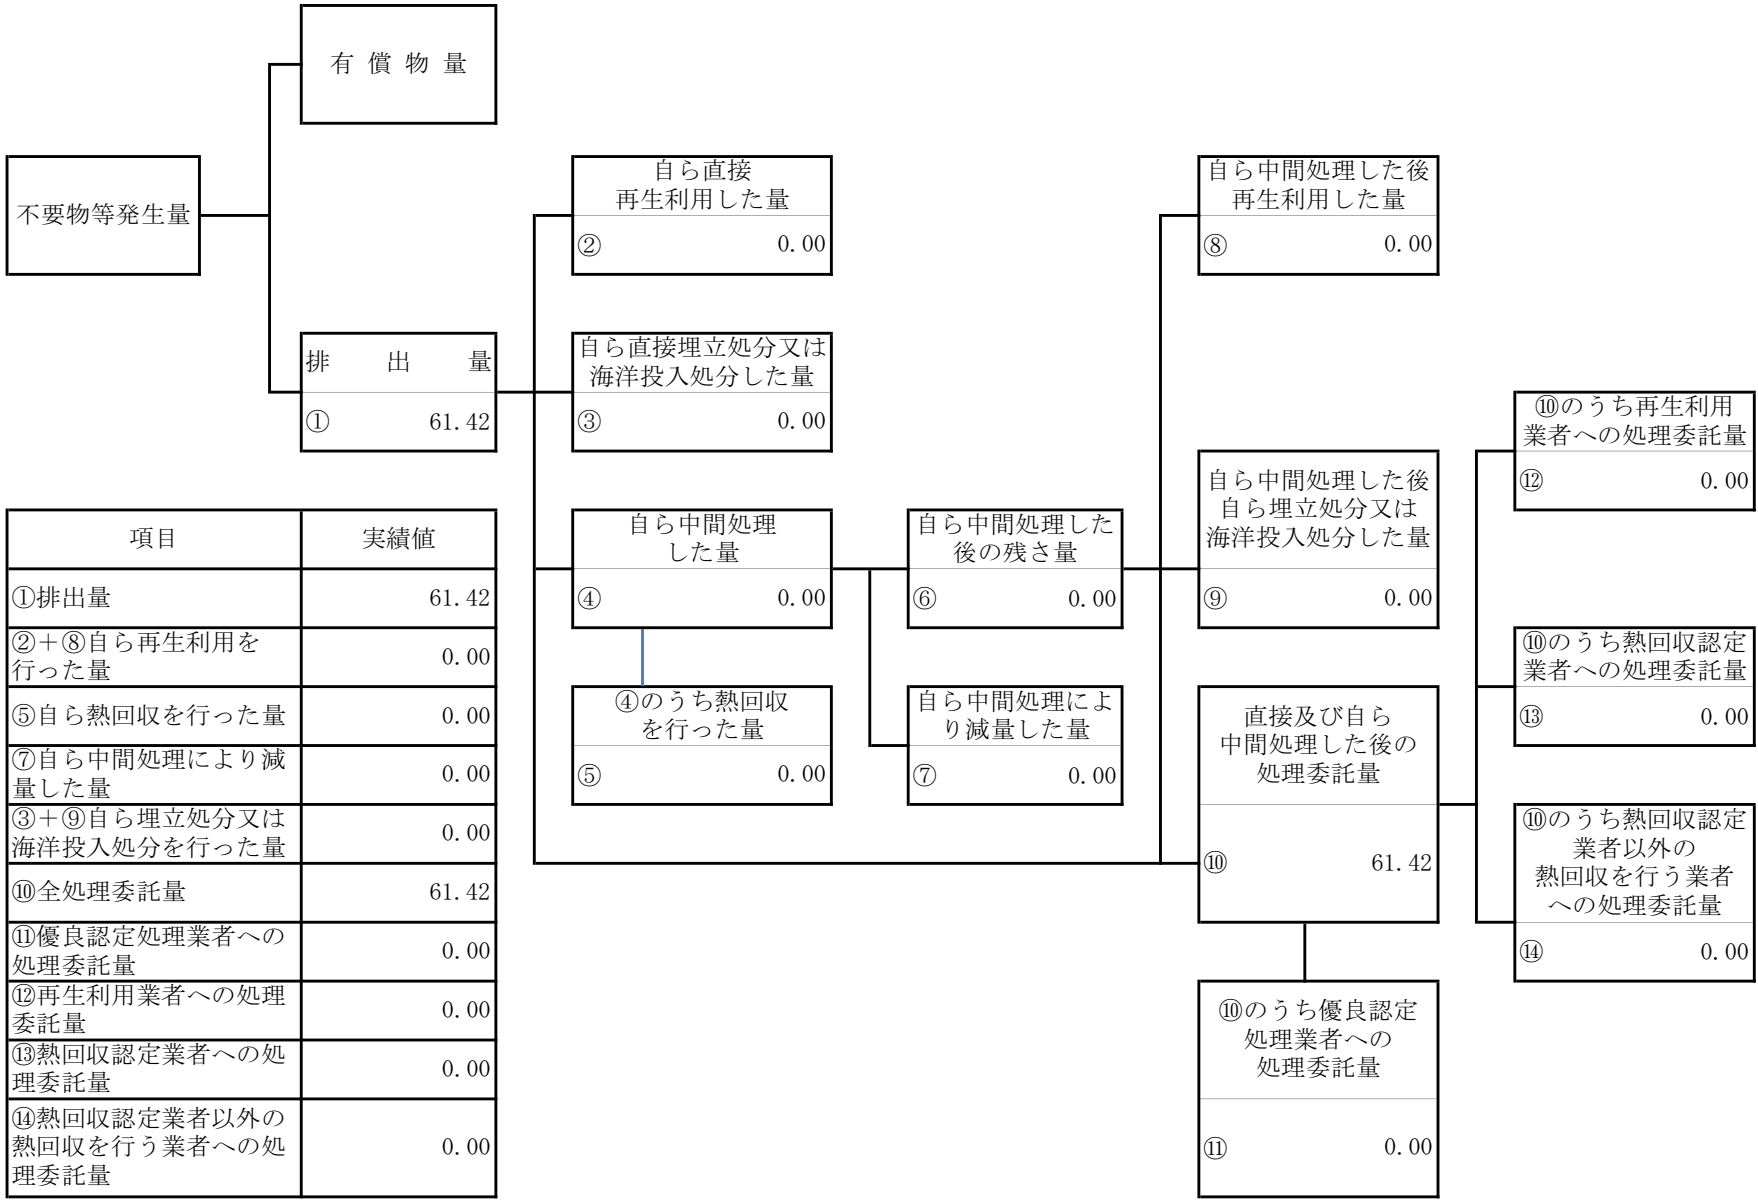 有償物量
不要物等発生量
排出量
① 61.42
自ら直接
再生利用した量
② 0.00
自ら直接埋立処分又は
海洋投入処分した量
③ 0.00
自ら中間処理
した量
④ 0.00
④のうち熱回収
を行った量
⑤ 0.00
自ら中間処理した
後の残さ量
⑥ 0.00
自ら中間処理によ
り減量した量
⑦ 0.00
自ら中間処理した後
再生利用した量
⑧ 0.00
自ら中間処理した後
自ら埋立処分又は
海洋投入処分した量
⑨ 0.00
直接及び自ら
中間処理した後の
処理委託量
⑩ 61.42
⑩のうち優良認定
処理業者への
処理委託量
⑪ 0.00
⑩のうち再生利用
業者への処理委託量
⑫ 0.00
⑩のうち熱回収認定
業者への処理委託量
⑬ 0.00
⑩のうち熱回収認定
業者以外の
熱回収を行う業者
への処理委託量
⑭ 0.00
項目 実績値
①排出量 61.42
②+⑧自ら再生利用を
行った量 0.00
⑤自ら熱回収を行った量 0.00
⑦自ら中間処理により減
量した量 0.00
③+⑨自ら埋立処分又は
海洋投入処分を行った量 0.00
⑩全処理委託量 61.42
⑪優良認定処理業者への
処理委託量 0.00
⑫再生利用業者への処理
委託量 0.00
⑬熱回収認定業者への処
理委託量 0.00
⑭熱回収認定業者以外の
熱回収を行う業者への処
理委託量 0.00